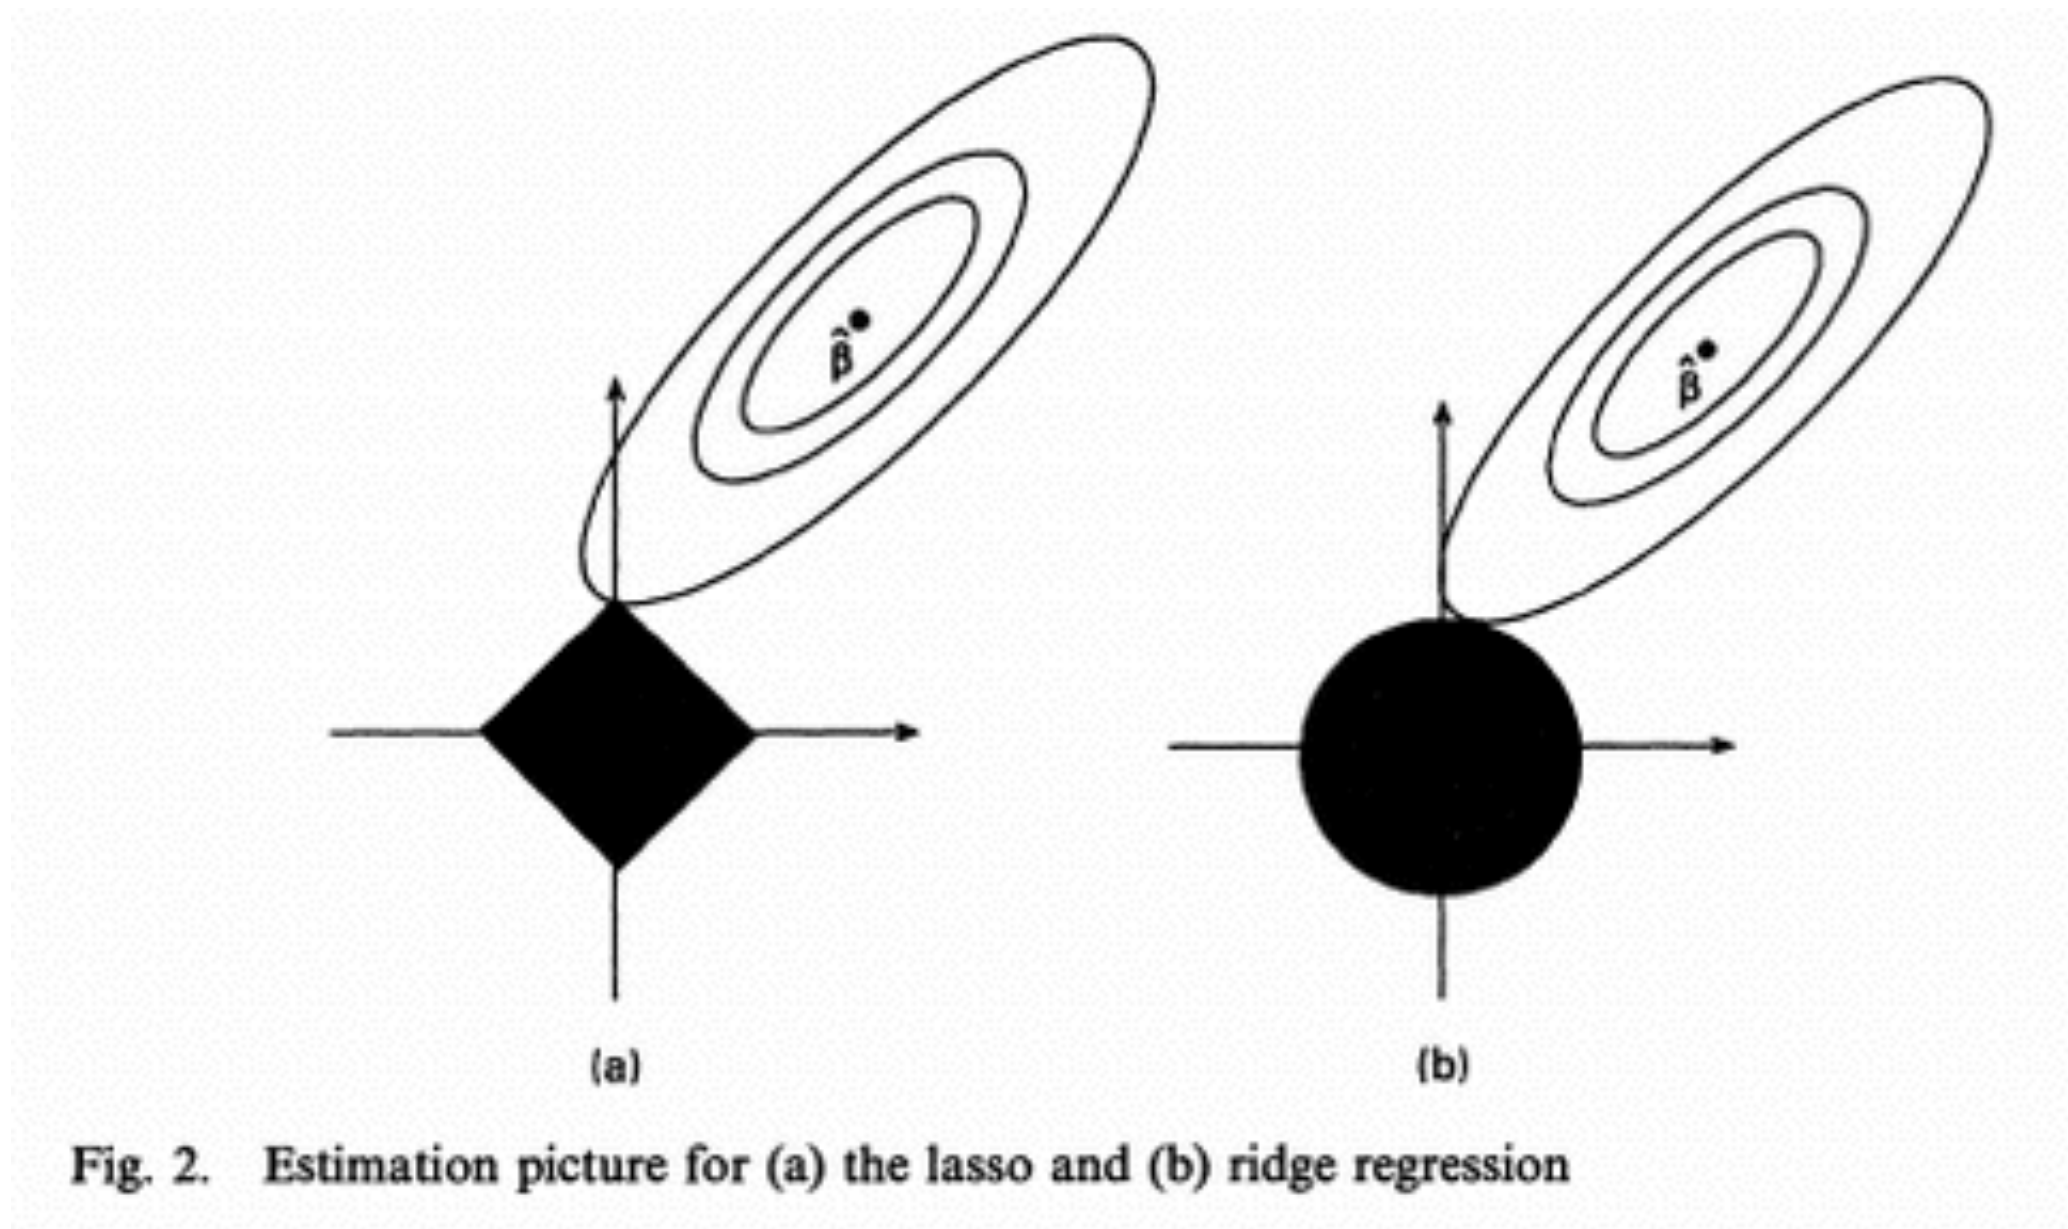 β̂
β̂
(a)
(b)
Fig. 2. Estimation picture for (a) the lasso and (b) ridge regression